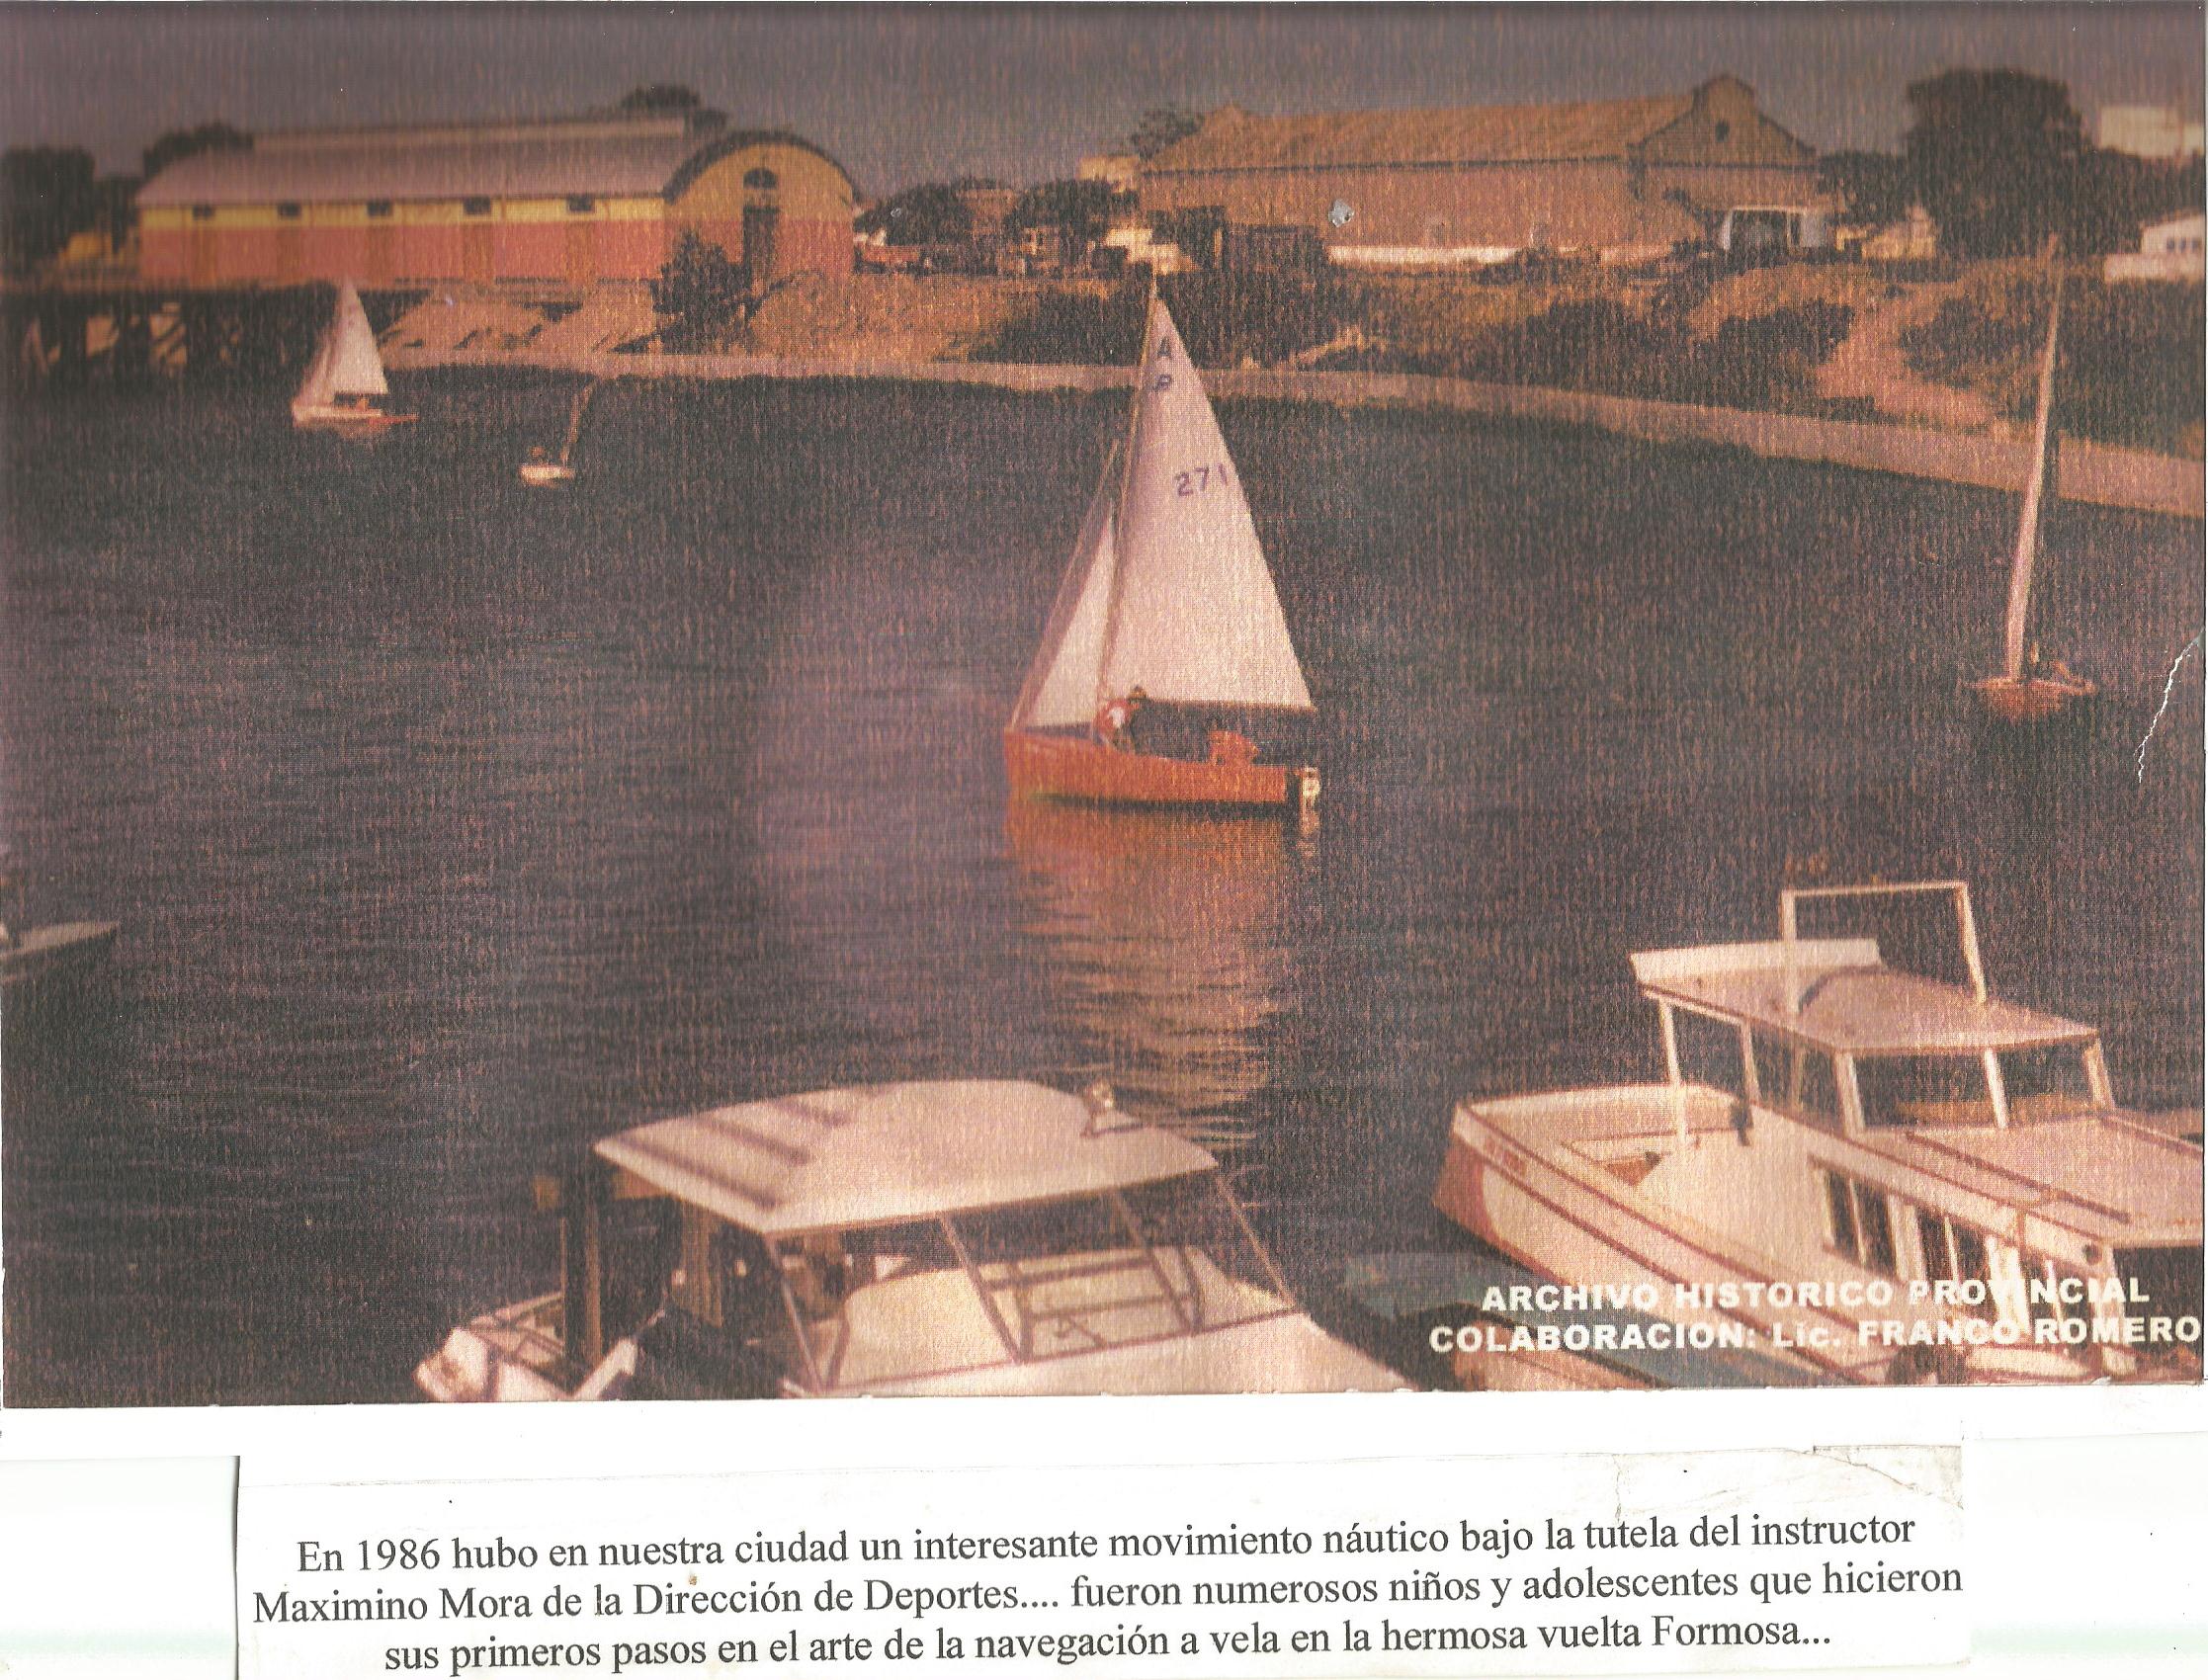 A
P
271
ARCHIVO HISTORICO PROVINCIAL
COLABORACION: Lic. FRANCO ROMERO
En 1986 hubo en nuestra ciudad un interesante movimiento náutico bajo la tutela del instructor
Maximino Mora de la Dirección de Deportes.... fueron numerosos niños y adolescentes que hicieron
sus primeros pasos en el arte de la navegación a vela en la hermosa vuelta Formosa...